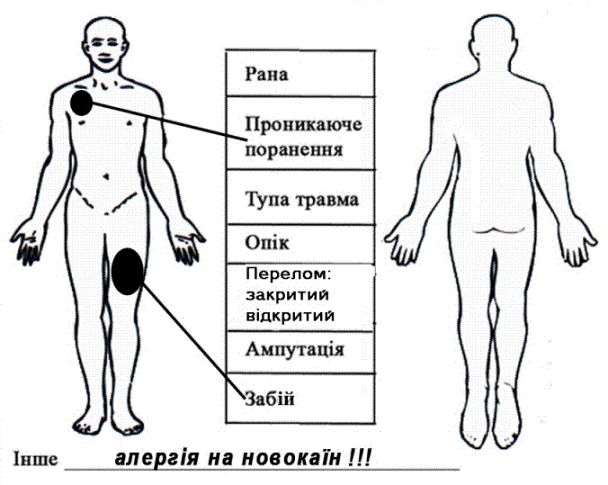 Рана
Проникаюче
поранення
Тупа травма
Опік
Перелом:
закритий
відкритий
Ампутація
Забій
Інше алергія на новокаїн !!!